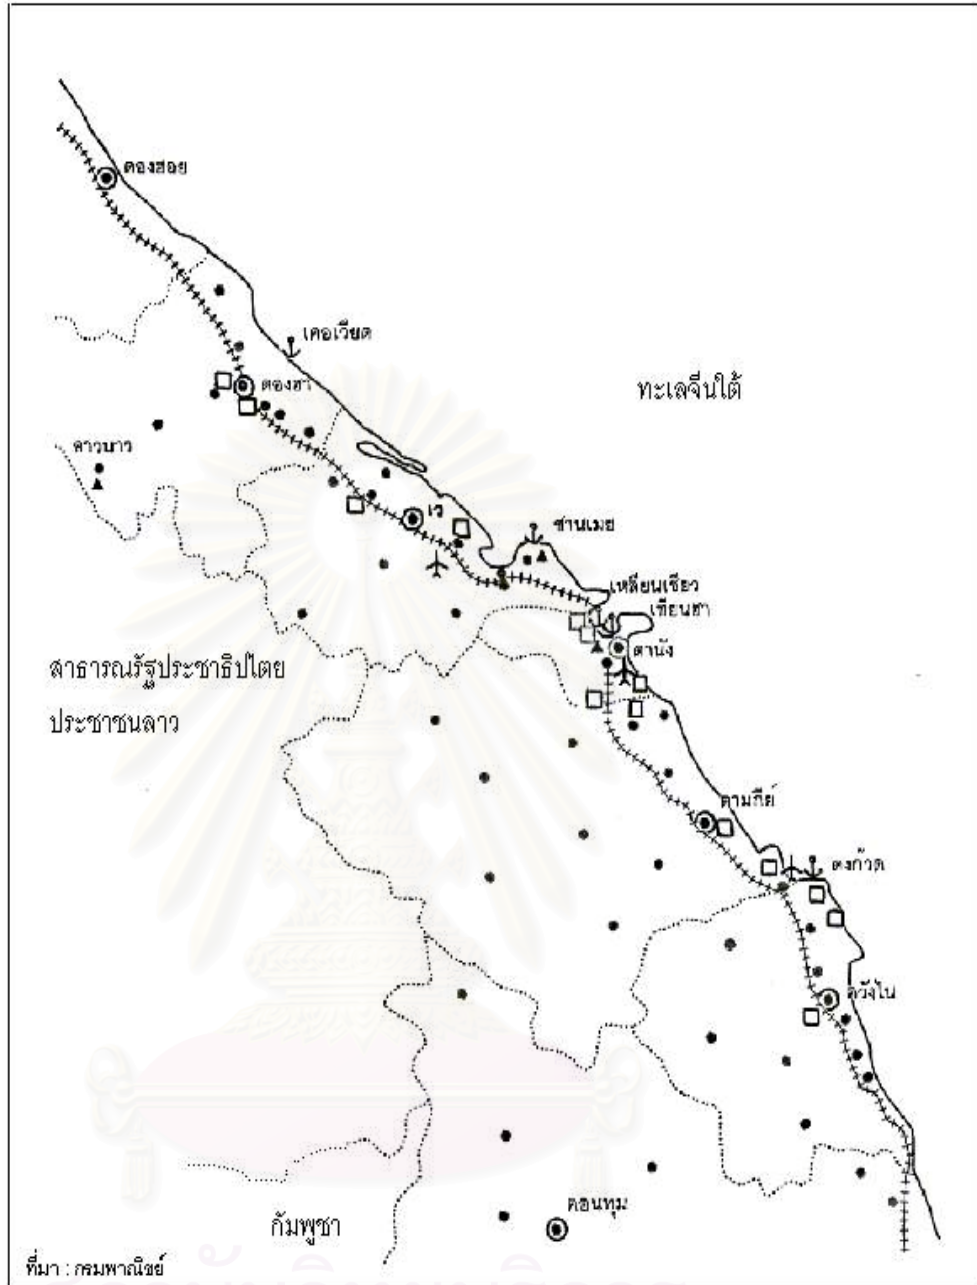 ดองฮอย
เคอเวียด
ทะเลจีนใต้
ดองฮา
ลาวบาว
เว
ชานเมย
เหลียนเชียว
เทียนฮา
ดานัง
สาธารณรัฐประชาธิปไตย
ประชาชนลาว
ตามกีย์
ดุงก๊วด
กวังไน
คอนทุม
กัมพูชา
ที่มา : กรมพาณิชย์